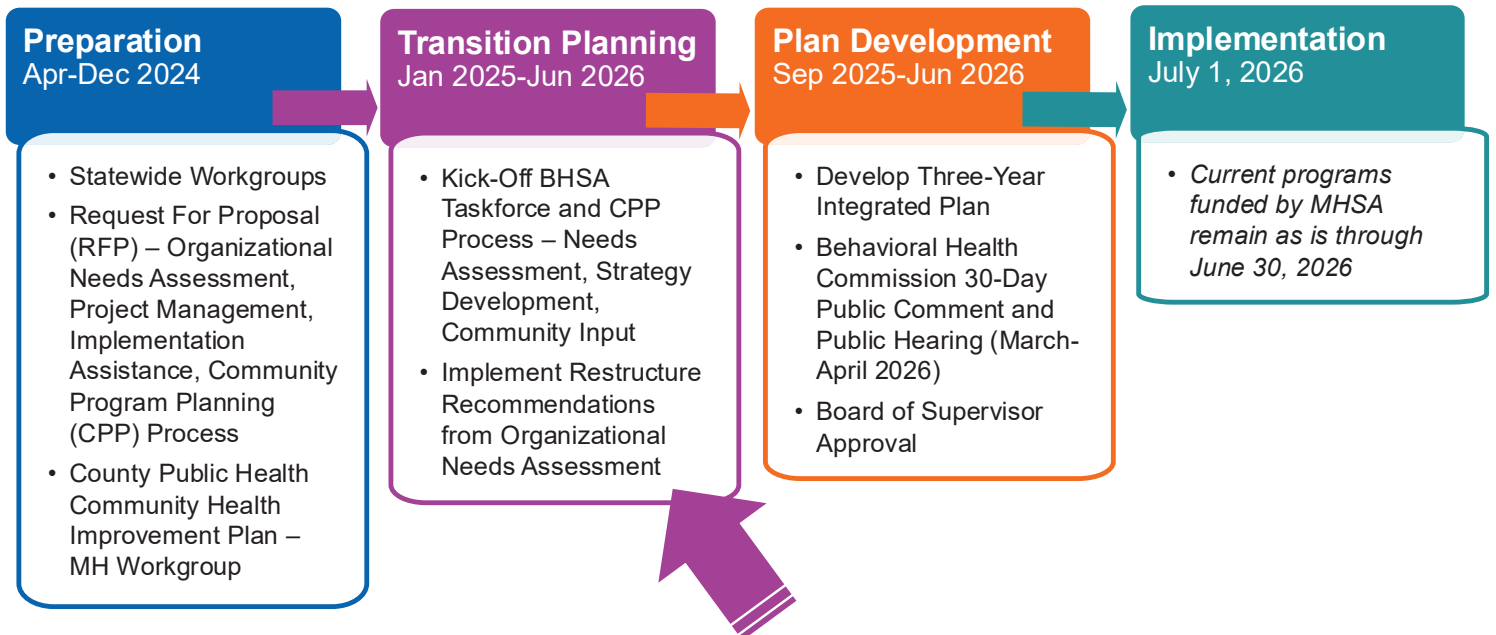 Preparation
Apr-Dec 2024
• Statewide Workgroups
• Request For Proposal
(RFP) – Organizational
Needs Assessment,
Project Management,
Implementation
Assistance, Community
Program Planning
(CPP) Process
• County Public Health
Community Health
Improvement Plan –
MH Workgroup
Transition Planning
Jan 2025-Jun 2026
• Kick-Off BHSA
Taskforce and CPP
Process – Needs
Assessment, Strategy
Development,
Community Input
• Implement Restructure
Recommendations
from Organizational
Needs Assessment
Plan Development
Sep 2025-Jun 2026
• Develop Three-Year
Integrated Plan
• Behavioral Health
Commission 30-Day
Public Comment and
Public Hearing (March-
April 2026)
• Board of Supervisor
Approval
Implementation
July 1, 2026
• Current programs
funded by MHSA
remain as is through
June 30, 2026